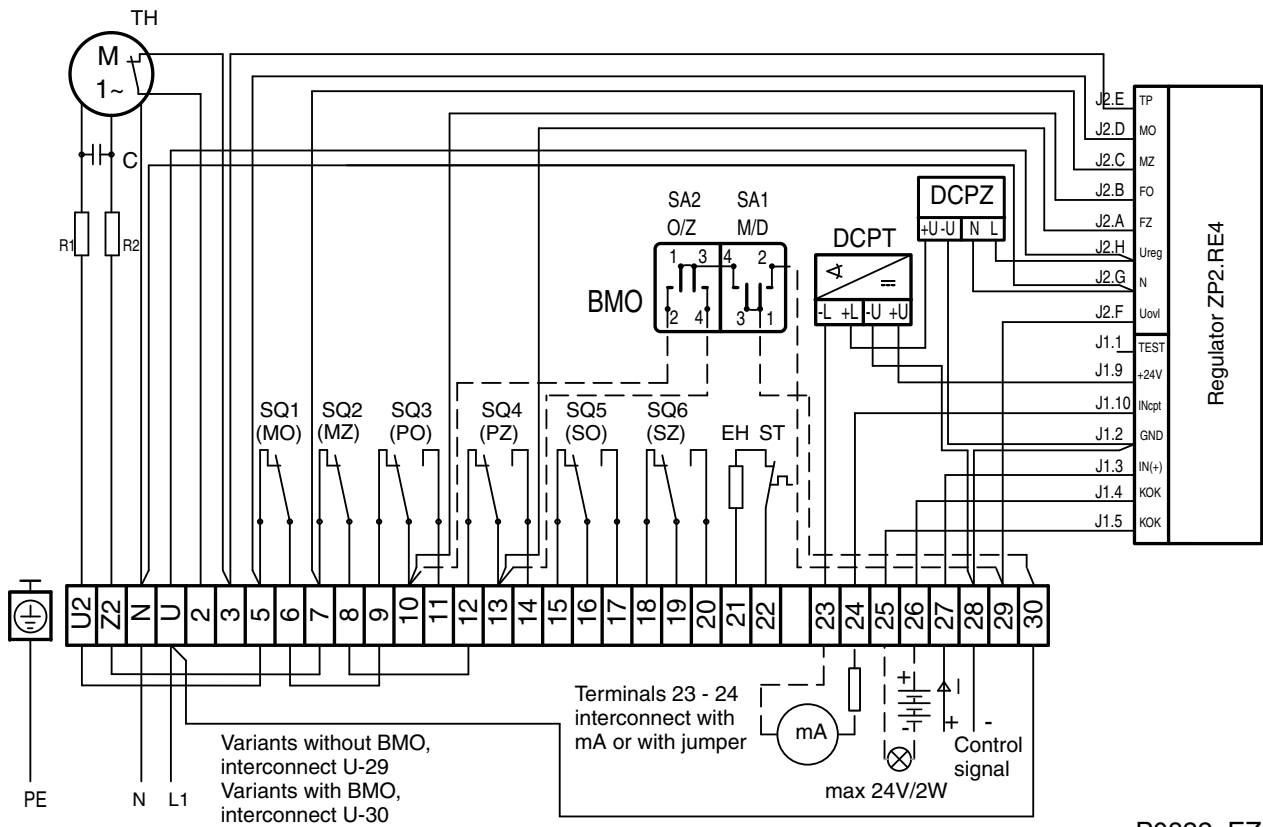 TH
M
1~
C
R1
R2
J2.E TP
J2.D MO
J2.C MZ
J2.B FO
J2.A FZ
J2.H Ureg
J2.G N
J2.F Uovl
J1.1 TEST
J1.9 +24V
J1.10 INcpt
J1.2 GND
J1.3 IN(+)
J1.4 KOK
J1.5 KOK
Regulator ZP2.RE4
DCPZ
+U -U N L
DCPT
-L +L -U +U
SA2 SA1
O/Z M/D
1 3 4 2
BMO
2 4 3 1
SQ1 SQ2 SQ3 SQ4 SQ5 SQ6
(MO) (MZ) (PO) (PZ) (SO) (SZ)
EH ST
U2 Z2 N U 2 3 5 6 7 8 9 10 11 12 13 14 15 16 17 18 19 20 21 22 23 24 25 26 27 28 29 30
Terminals 23 - 24
interconnect with
mA or with jumper
mA
+
-
I
+ -
Control
signal
max 24V/2W
Variants without BMO,
interconnect U-29
Variants with BMO,
interconnect U-30
PE N L1